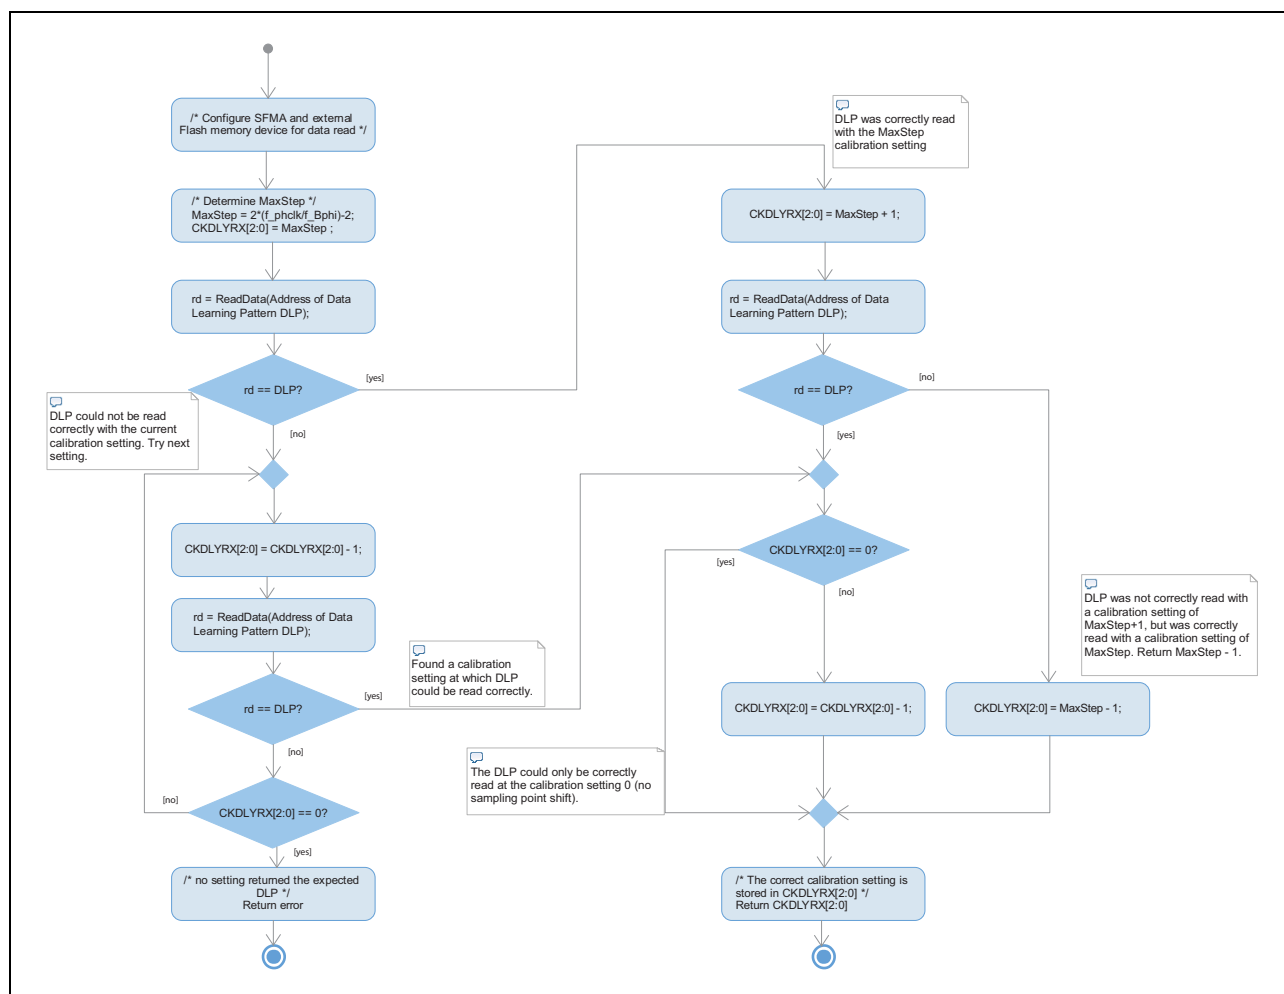 /* Configure SFMA and external
Flash memory device for data read */
/* Determine MaxStep */
MaxStep = 2*(f_phclk/f_Bphi)-2;
CKDLYRX[2:0] = MaxStep ;
rd = ReadData(Address of Data
Learning Pattern DLP);
rd == DLP?
[yes]
[no]
DLP could not be read
correctly with the current
calibration setting. Try next
setting.
CKDLYRX[2:0] = CKDLYRX[2:0] - 1;
rd = ReadData(Address of Data
Learning Pattern DLP);
rd == DLP?
[yes]
[no]
Found a calibration
setting at which DLP
could be read correctly.
CKDLYRX[2:0] == 0?
[no]
[yes]
/* no setting returned the expected
DLP */
Return error
DLP was correctly read
with the MaxStep
calibration setting
CKDLYRX[2:0] = MaxStep + 1;
rd = ReadData(Address of Data
Learning Pattern DLP);
rd == DLP?
[no]
[yes]
CKDLYRX[2:0] == 0?
[yes]
[no]
DLP was not correctly read with
a calibration setting of
MaxStep+1, but was correctly
read with a calibration setting of
MaxStep. Return MaxStep - 1.
CKDLYRX[2:0] = CKDLYRX[2:0] - 1;
CKDLYRX[2:0] = MaxStep - 1;
The DLP could only be correctly
read at the calibration setting 0 (no
sampling point shift).
/* The correct calibration setting is
stored in CKDLYRX[2:0] */
Return CKDLYRX[2:0]